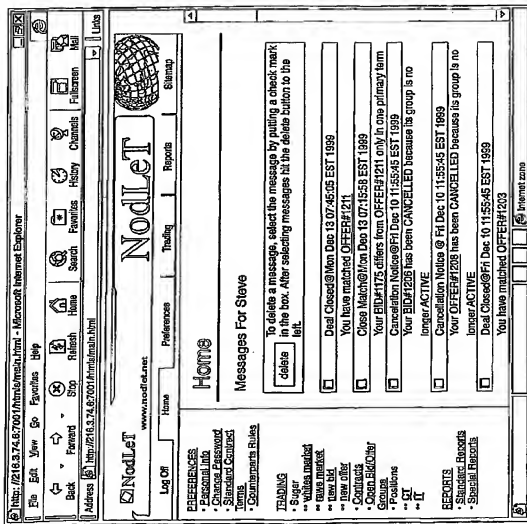 http://216.3.74.8:7001/htmls/main.html - Microsoft Internet Explorer
File Edit View Go Favorites Help
Back Forward Stop Refresh Home Search Favorites History Channels Fullscreen Mail
Address http://216.3.74.8:7001/htmls/main.html Links
NodLeT
www.nodlet.net
NodLeT
Log Off Home Preferences Trading Reports Sitemap
PREFERENCES
• Personal Info
• Change Password
• Standard Contract
Terms
• Counterparts Rules
TRADING
- Suger
•• whites market
•• raws market
•• new bid
•• new offer
• Contracts
• Open Bid/Offer
Groups
• Positions
•• GT
•• IT
REPORTS
• Standard Reports
• Special Reports
Home
Messages For Steve
delete
To delete a message, select the message by putting a check mark
in the box. After selecting messages hit the delete button to the
left.
Deal Closed@Mon Dec 13 07:45:05 EST 1999
You have matched OFFER#1211
Close Match@Mon Dec 13 07:15:58 EST 1999
Your BID#1175 differs from OFFER#1211 only in one primary term
Cancellation Notice@Fri Dec 10 11:55:45 EST 1999
Your BID#1206 has been CANCELLED because its group is no
longer ACTIVE
Cancellation Notice @ Fri Dec 10 11:55:45 EST 1999
Your OFFER#1208 has been CANCELLED because its group is no
longer ACTIVE
Deal Closed@Fri Dec 10 11:55:45 EST 1999
You have matched OFFER#1203
Internet zone